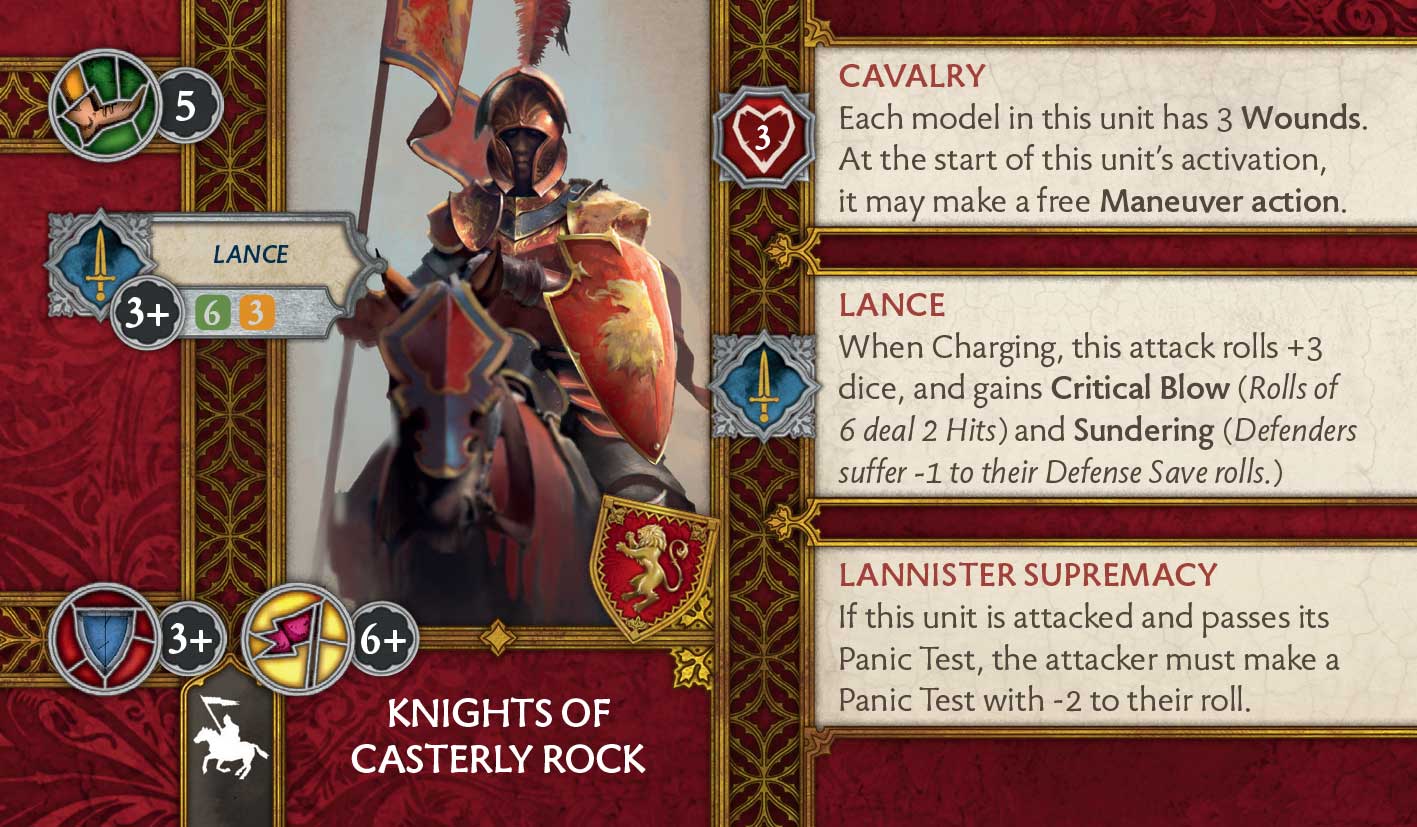 5
LANCE
3+ 6 3
3+ 6+
KNIGHTS OF
CASTERLY ROCK
3
CAVALRY
Each model in this unit has 3 Wounds.
At the start of this unit's activation,
it may make a free Maneuver action.
LANCE
When Charging, this attack rolls +3
dice, and gains Critical Blow (Rolls of
6 deal 2 Hits) and Sundering (Defenders
suffer -1 to their Defense Save rolls.)
LANNISTER SUPREMACY
If this unit is attacked and passes its
Panic Test, the attacker must make a
Panic Test with -2 to their roll.